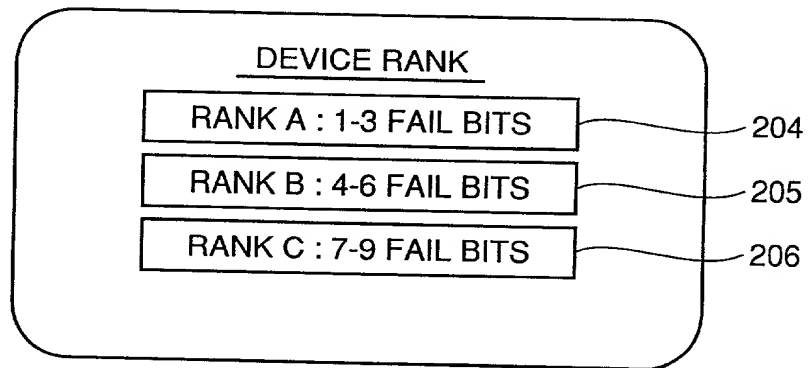 DEVICE RANK
RANK A : 1-3 FAIL BITS
204
RANK B : 4-6 FAIL BITS
205
RANK C : 7-9 FAIL BITS
206